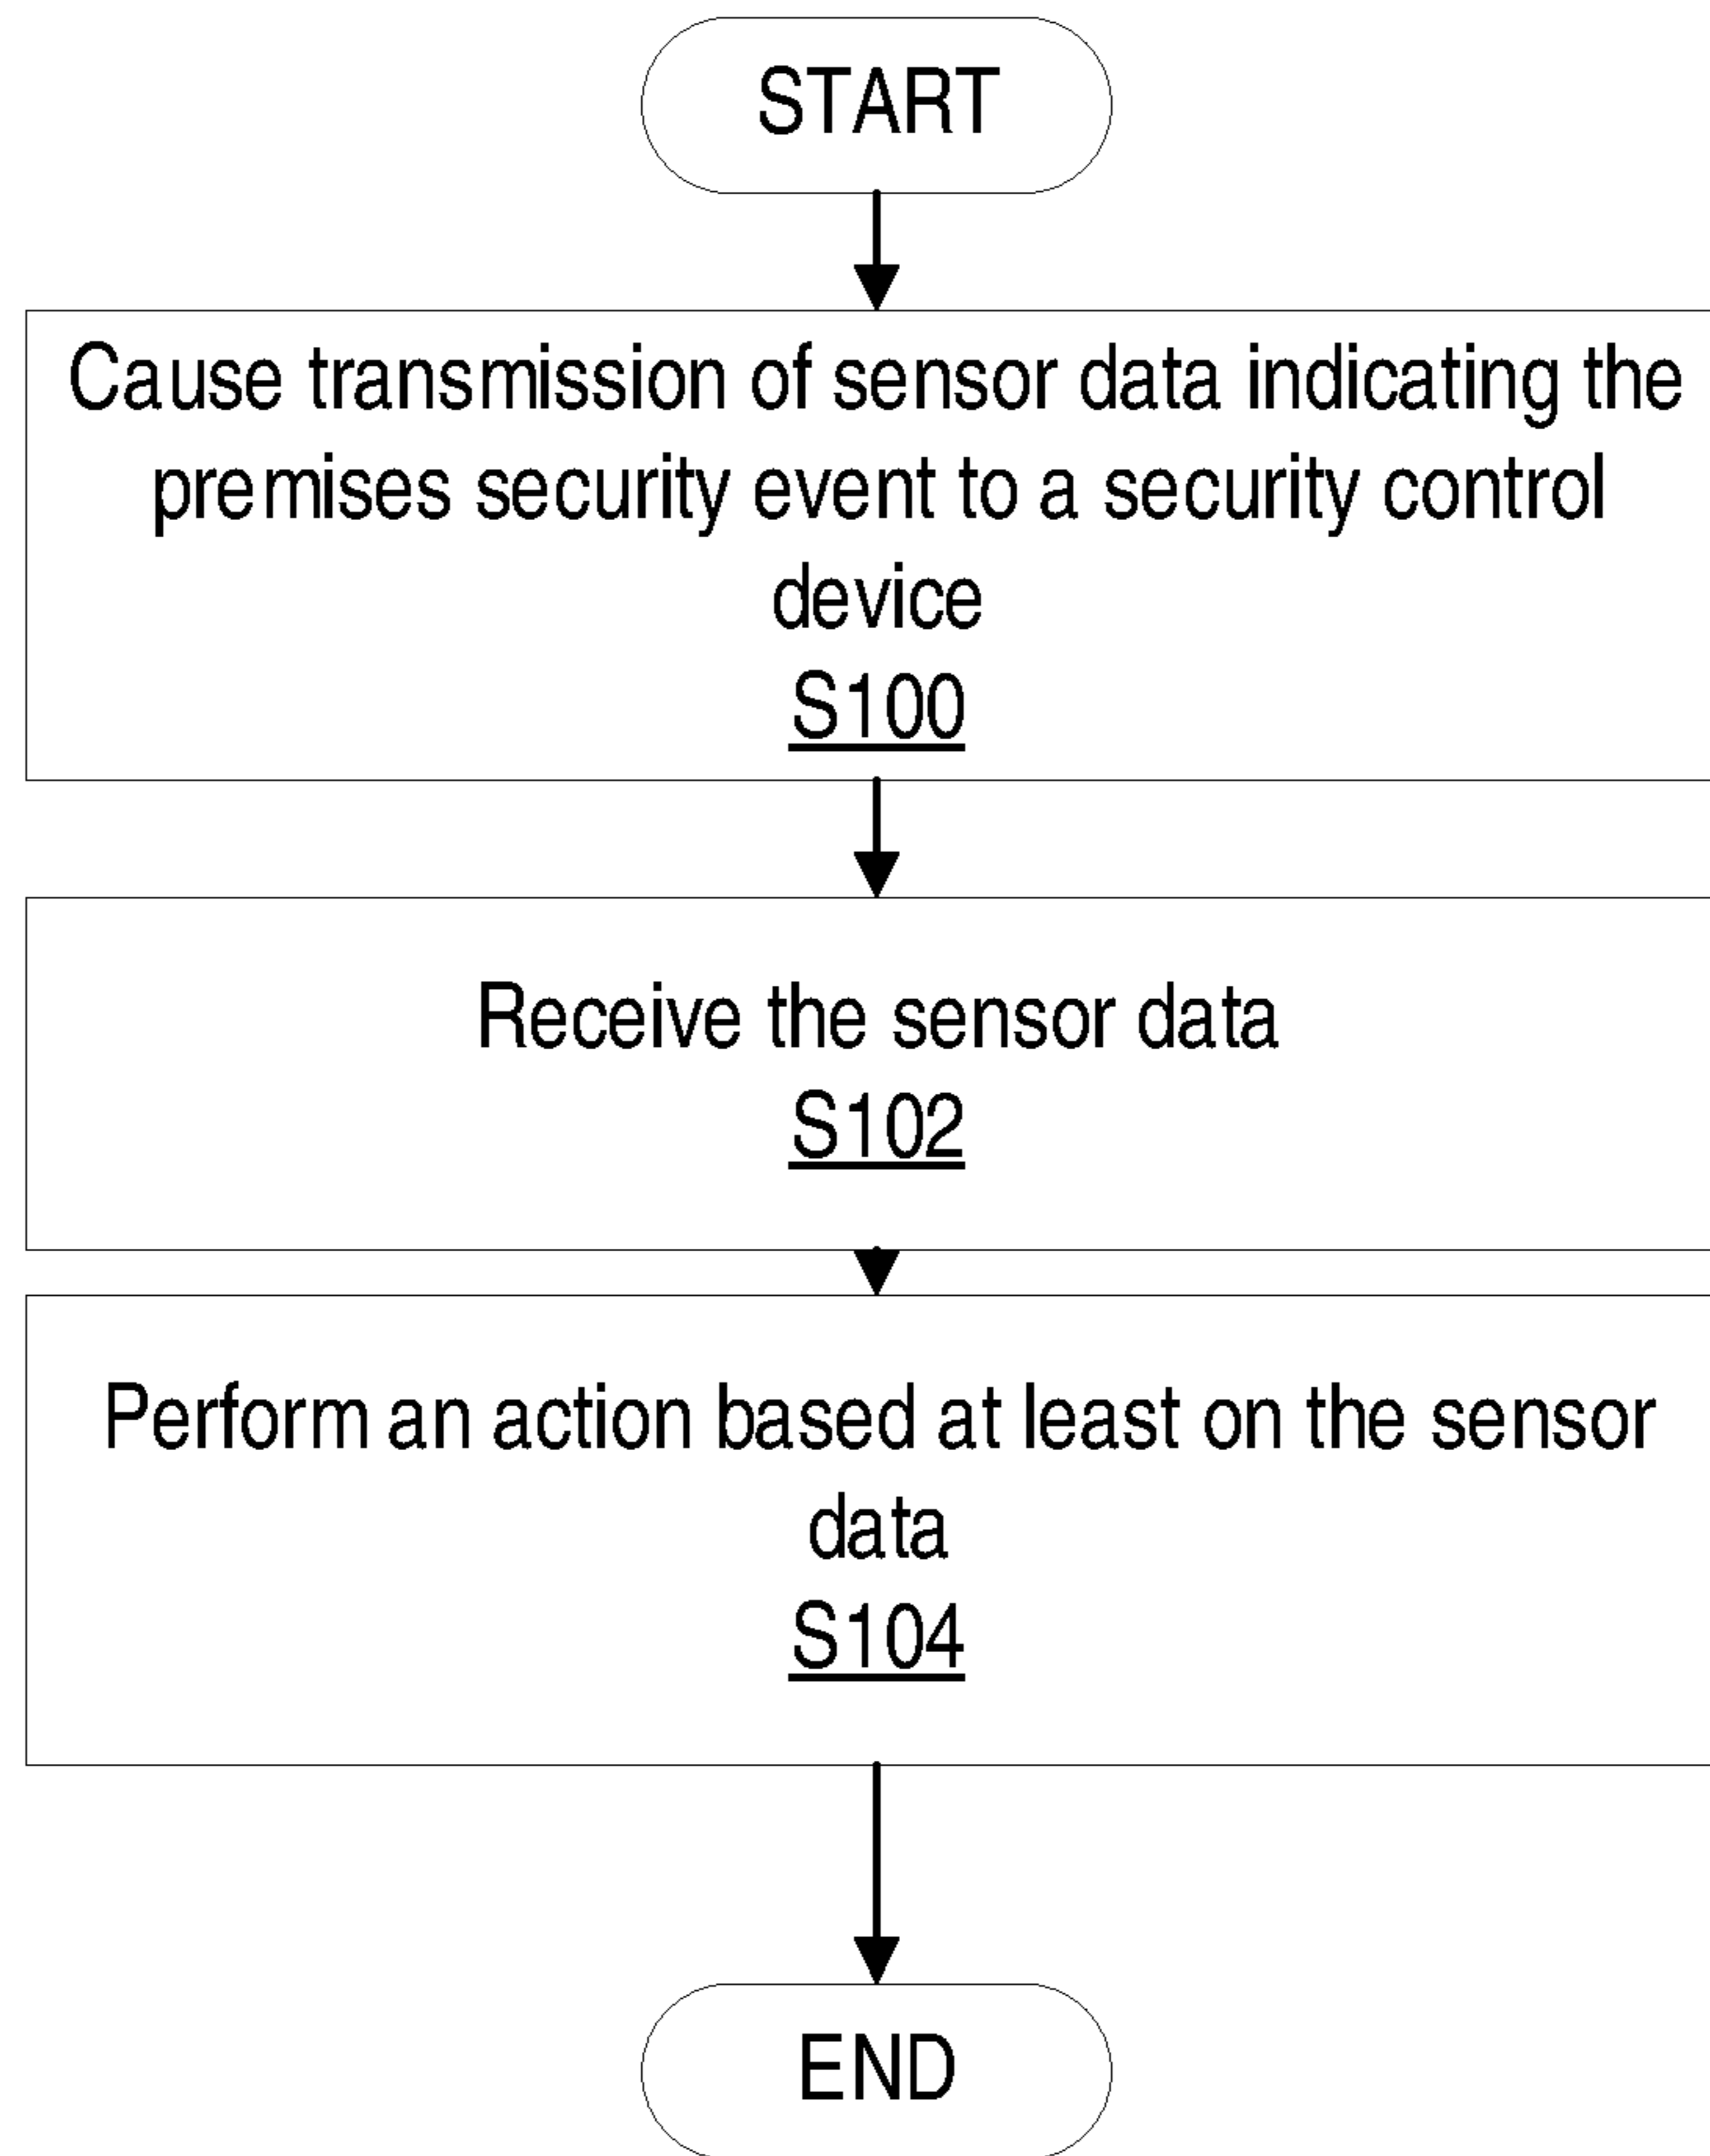 START
Cause transmission of sensor data indicating the
premises security event to a security control
device
S100
Receive the sensor data
S102
Perform an action based at least on the sensor
data
S104
END